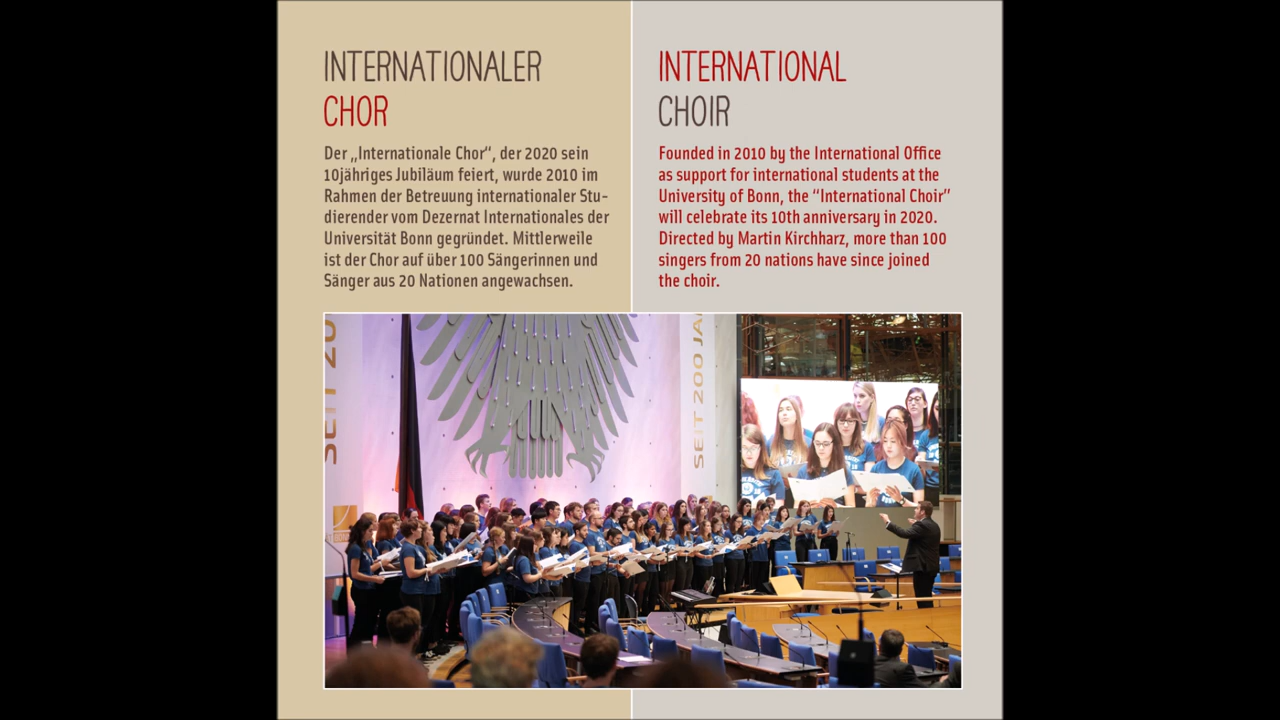 INTERNATIONALER
CHOR
Der „Internationale Chor“, der 2020 sein
10jähriges Jubiläum feiert, wurde 2010 im
Rahmen der Betreuung internationaler Stu-
dierender vom Dezernat Internationales der
Universität Bonn gegründet. Mittlerweile
ist der Chor auf über 100 Sängerinnen und
Sänger aus 20 Nationen angewachsen.
INTERNATIONAL
CHOIR
Founded in 2010 by the International Office
as support for international students at the
University of Bonn, the “International Choir”
will celebrate its 10th anniversary in 2020.
Directed by Martin Kirchharz, more than 100
singers from 20 nations have since joined
the choir.
SEIT 20
SEIT 200 JA